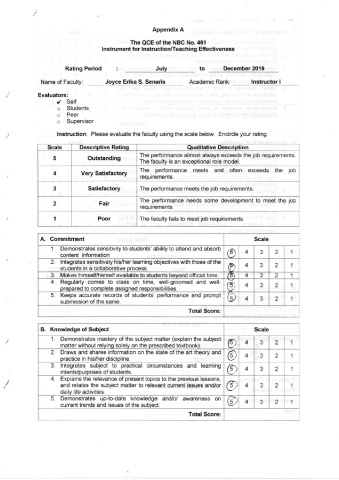 Appendix A
The QCE of the NBC No. 461
Instrument for Instruction/Teaching Effectiveness
Rating Period : July to December 2019
Name of Faculty: Joyce Erika S. Senaris Academic Rank: Instructor I
Evaluators:
✓ Self
o Students
o Peer
o Supervisor
Instruction: Please evaluate the faculty using the scale below. Encircle your rating.
Scale Descriptive Rating Qualitative Description
5 Outstanding The performance almost always exceeds the job requirements.
The faculty is an exceptional role model.
4 Very Satisfactory The performance meets and often exceeds the job
requirements.
3 Satisfactory The performance meets the job requirements.
2 Fair The performance needs some development to meet the job
requirements.
1 Poor The faculty fails to meet job requirements.
A. Commitment Scale
1. Demonstrates sensitivity to students' ability to attend and absorb
content information 5 4 3 2 1
2. Integrates sensitively his/her learning objectives with those of the
students in a collaborative process. 5 4 3 2 1
3. Makes himself/herself available to students beyond official time. 5 4 3 2 1
4. Regularly comes to class on time, well-groomed and well-
prepared to complete assigned responsibilities. 5 4 3 2 1
5. Keeps accurate records of students' performance and prompt
submission of the same. 5 4 3 2 1
Total Score:
B. Knowledge of Subject Scale
1. Demonstrates mastery of the subject matter (explain the subject
matter without relying solely on the prescribed textbook). 5 4 3 2 1
2. Draws and shares information on the state of the art theory and
practice in his/her discipline. 5 4 3 2 1
3. Integrates subject to practical circumstances and learning
intents/purposes of students. 5 4 3 2 1
4. Explains the relevance of present topics to the previous lessons,
and relates the subject matter to relevant current issues and/or
daily life activities. 5 4 3 2 1
5. Demonstrates up-to-date knowledge and/or awareness on
current trends and issues of the subject. 5 4 3 2 1
Total Score: